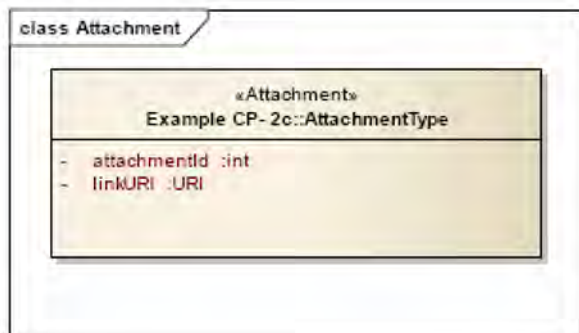 class Attachment
«Attachment»
Example CP- 2c::AttachmentType
- attachmentId :int
- linkURI :URI